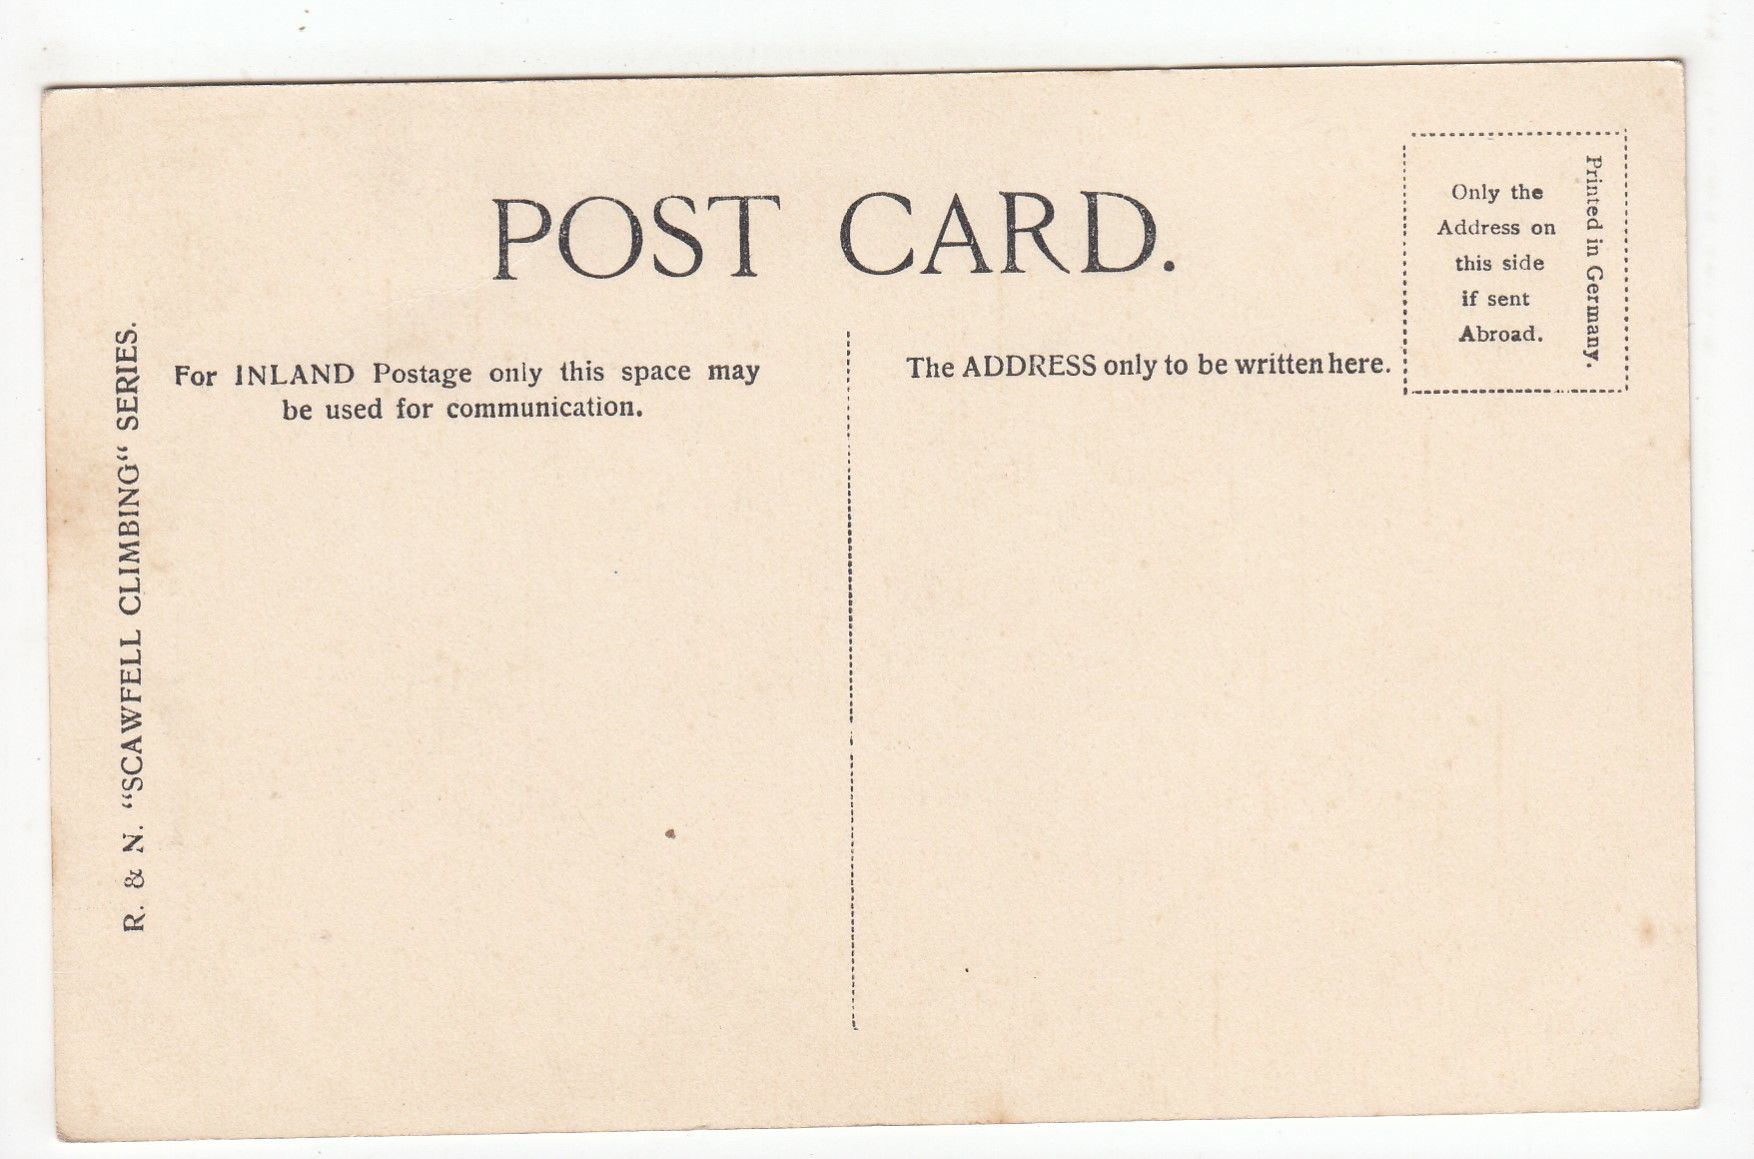 POST CARD.
Only the
Address on
this side
if sent
Abroad.
Printed in Germany.
R. & N. “SCAWFELL CLIMBING“ SERIES.
For INLAND Postage only this space may
be used for communication.
The ADDRESS only to be written here.